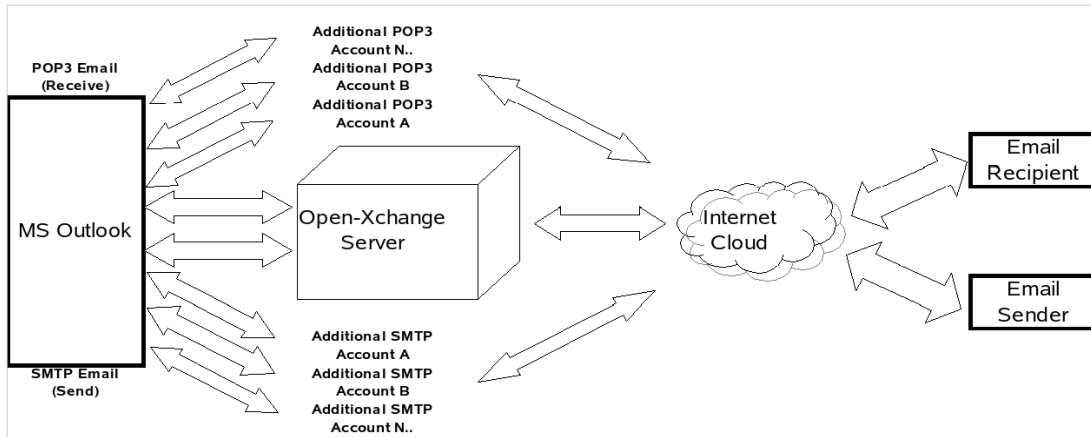 POP3 Email
(Receive)
MS Outlook
SMTP Email
(Send)
Additional POP3
Account N..
Additional POP3
Account B
Additional POP3
Account A
Open-Xchange
Server
Additional SMTP
Account A
Additional SMTP
Account B
Additional SMTP
Account N..
Internet
Cloud
Email
Recipient
Email
Sender